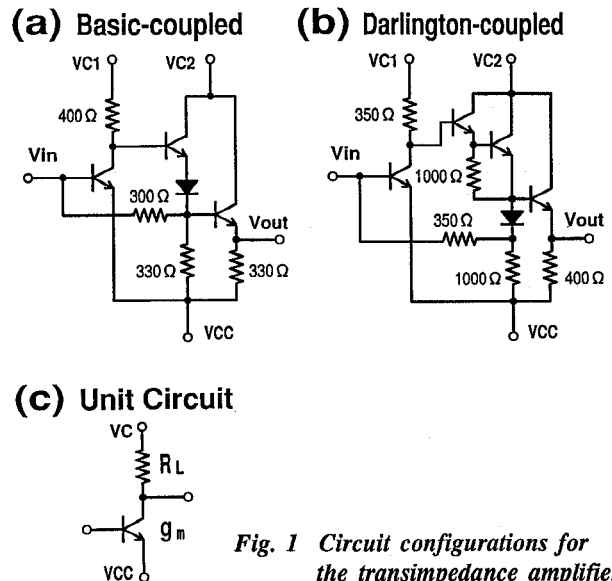 (a) Basic-coupled
VC1
VC2
400Ω
Vin
300Ω
Vout
330Ω
330Ω
VCC
(b) Darlington-coupled
VC1
VC2
350Ω
Vin
1000Ω
350Ω
Vout
1000Ω
400Ω
VCC
(c) Unit Circuit
VC
RL
gm
VCC
Fig. 1 Circuit configurations for
the transimpedance amplifie